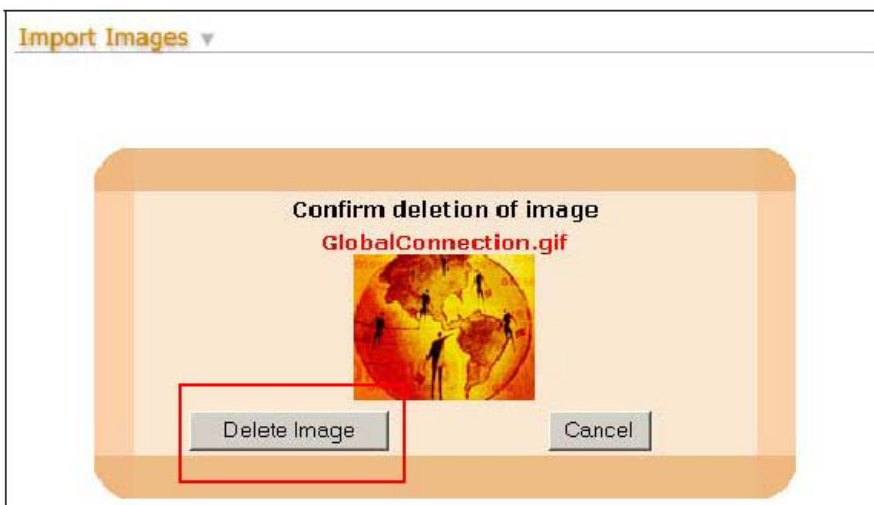 Import Images
Confirm deletion of image
GlobalConnection.gif
Delete Image
Cancel